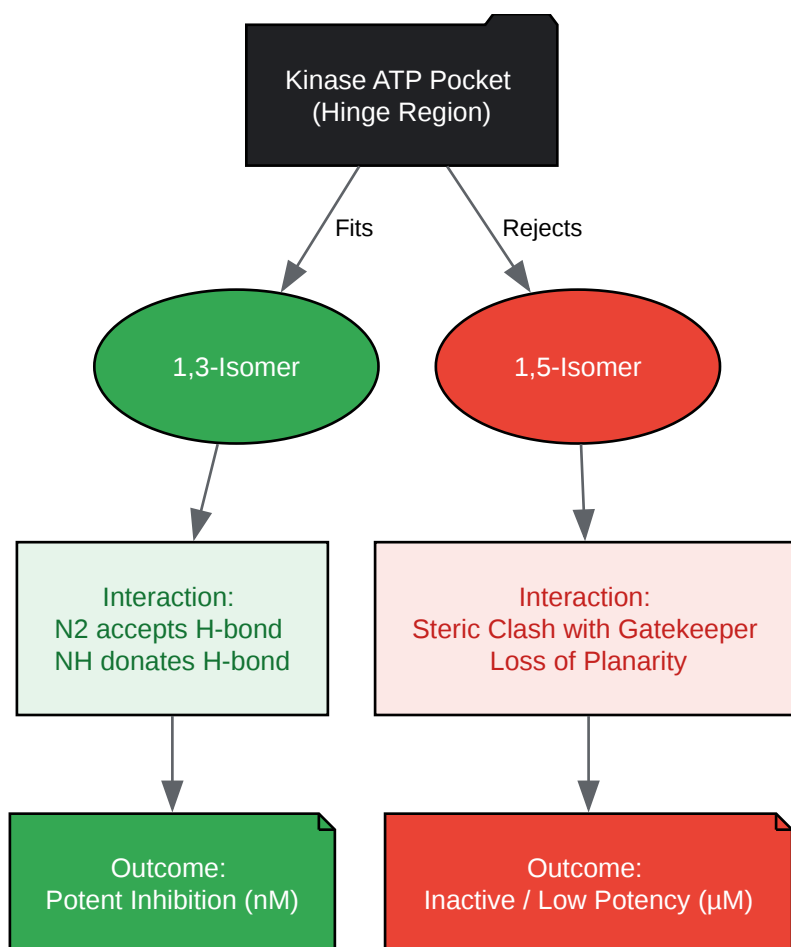 Kinase ATP Pocket
(Hinge Region)
Fits
Rejects
1,3-Isomer
1,5-Isomer
Interaction:
N2 accepts H-bond
NH donates H-bond
Interaction:
Steric Clash with Gatekeeper
Loss of Planarity
Outcome:
Potent Inhibition (nM)
Outcome:
Inactive / Low Potency (µM)